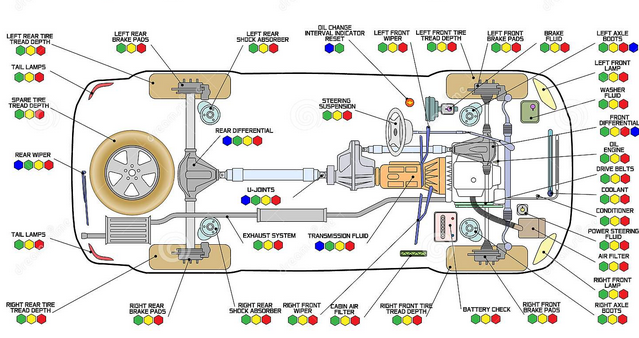 LEFT REAR TIRE
TREAD DEPTH
LEFT REAR
BRAKE PADS
LEFT REAR
SHOCK ABSORBER
OIL CHANGE
INTERVAL INDICATOR
RESET
LEFT FRONT
WIPER
LEFT FRONT TIRE
TREAD DEPTH
LEFT FRONT
BRAKE PADS
BRAKE
FLUID
LEFT AXLE
BOOTS
TAIL LAMPS
LEFT FRONT
LAMP
SPARE TIRE
TREAD DEPTH
STEERING
SUSPENSION
WASHER
FLUID
REAR DIFFERENTIAL
FRONT
DIFFERENTIAL
OIL
ENGINE
REAR WIPER
DRIVE BELTS
U-JOINTS
COOLANT
CONDITIONER
TAIL LAMPS
EXHAUST SYSTEM
TRANSMISSION FLUID
POWER STEERING
FLUID
AIR FILTER
RIGHT FRONT
LAMP
RIGHT REAR TIRE
TREAD DEPTH
RIGHT REAR
BRAKE PADS
RIGHT REAR
SHOCK ABSORBER
RIGHT FRONT
WIPER
CABIN AIR
FILTER
RIGHT FRONT TIRE
TREAD DEPTH
BATTERY CHECK
RIGHT FRONT
BRAKE PADS
RIGHT AXLE
BOOTS